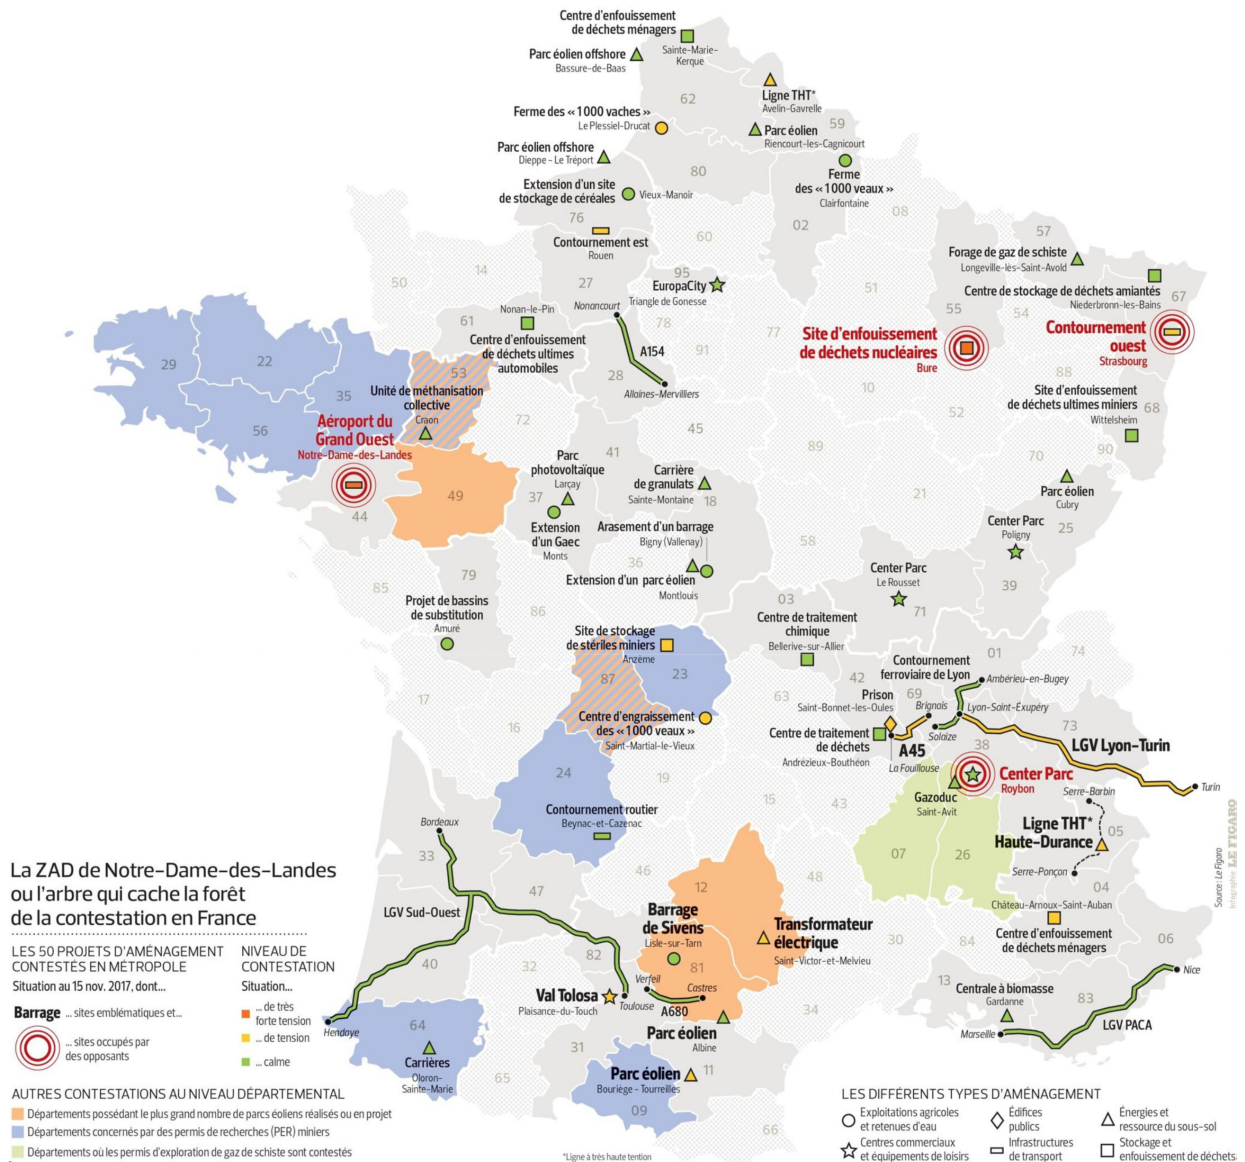 Centre d'enfouissement
de déchets ménagers
Sainte-Marie-
Kerque
Parc éolien offshore
Bassure-de-Baas
Ligne THT*
Avelin-Gavrelle
62
Ferme des « 1000 vaches »
Le Plessiel-Drucat
59
Parc éolien
Riencourt-les-Cagnicourt
Parc éolien offshore
Dieppe - Le Tréport
80
Ferme
des « 1000 veaux »
Clairfontaine
Extension d'un site
de stockage de céréales
Vieux-Manoir
76
08
02
60
57
Contournement est
Rouen
Forage de gaz de schiste
Longeville-lès-Saint-Avold
14
50
27
95
EuropaCity
Triangle de Gonesse
51
55
54
67
Centre de stockage de déchets amiantés
Niederbronn-les-Bains
Nonancourt
Nonan-le-Pin
61
Centre d'enfouissement
de déchets ultimes
automobiles
78
77
91
A154
28
Allaines-Mervilliers
Site d'enfouissement
de déchets nucléaires
Bure
Contournement
ouest
Strasbourg
88
10
52
Site d'enfouissement
de déchets ultimes miniers
Wittelsheim
68
29
22
35
53
56
Unité de méthanisation
collective
Craon
72
Aéroport du
Grand Ouest
Notre-Dame-des-Landes
44
49
45
89
70
90
41
Parc
photovoltaïque
Larçay
37
Extension
d'un Gaec
Monts
Carrière
de granulats
Sainte-Montaine
18
21
Parc éolien
Cubry
25
Arasement d'un barrage
Bigny (Vallenay)
58
Center Parc
Poligny
36
Extension d'un parc éolien
Montlouis
39
Center Parc
Le Rousset
71
85
79
86
Projet de bassins
de substitution
Amuré
03
Centre de traitement
chimique
Bellerive-sur-Allier
Site de stockage
de stériles miniers
Anzème
87
23
01
74
Contournement
ferroviaire de Lyon
Ambérieu-en-Bugey
17
16
63
42
69
Prison
Saint-Bonnet-les-Oules
Brignais
Lyon-Saint-Exupéry
Solaize
73
Centre d'engraissement
des « 1000 veaux »
Saint-Martial-le-Vieux
Centre de traitement
de déchets
Andrézieux-Bouthéon
A45
La Fouillouse
38
LGV Lyon-Turin
Turin
24
19
15
43
Center Parc
Roybon
Gazoduc
Saint-Avit
Serre-Barbin
Ligne THT*
Haute-Durance
05
Serre-Ponçon
Contournement routier
Beynac-et-Cazenac
Bordeaux
33
07
26
46
48
12
47
04
Château-Arnoux-Saint-Auban
Centre d'enfouissement
de déchets ménagers
LGV Sud-Ouest
Barrage
de Sivens
Lisle-sur-Tarn
Transformateur
électrique
Saint-Victor-et-Melvieu
30
84
06
Nice
40
32
82
81
Verfeil
Castres
A680
34
13
Centrale à biomasse
Gardanne
83
Marseille
LGV PACA
Val Tolosa
Plaisance-du-Touch
Toulouse
Hendaye
64
Carrières
Oloron-
Sainte-Marie
65
31
Parc éolien
Albine
Parc éolien
Bouriège - Tourreilles
11
09
66
La ZAD de Notre-Dame-des-Landes
ou l'arbre qui cache la forêt
de la contestation en France
LES 50 PROJETS D'AMÉNAGEMENT
CONTESTÉS EN MÉTROPOLE
Situation au 15 nov. 2017, dont...
Barrage ... sites emblématiques et...
... sites occupés par
des opposants
NIVEAU DE
CONTESTATION
Situation...
... de très
forte tension
... de tension
... calme
AUTRES CONTESTATIONS AU NIVEAU DÉPARTEMENTAL
Départements possédant le plus grand nombre de parcs éoliens réalisés ou en projet
Départements concernés par des permis de recherches (PER) miniers
Départements où les permis d'exploration de gaz de schiste sont contestés
*Ligne à très haute tention
LES DIFFÉRENTS TYPES D'AMÉNAGEMENT
Exploitations agricoles
et retenues d'eau
Centres commerciaux
et équipements de loisirs
Édifices
publics
Infrastructures
de transport
Énergies et
ressource du sous-sol
Stockage et
enfouissement de déchets
Source : Le Figaro
Infographie LE FIGARO